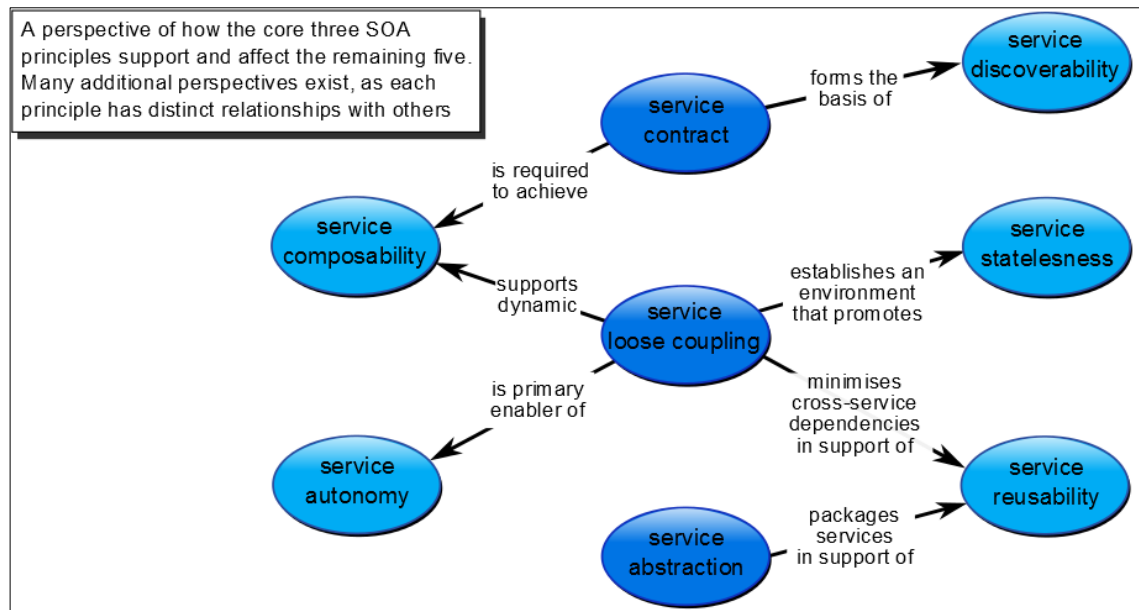 A perspective of how the core three SOA
principles support and affect the remaining five.
Many additional perspectives exist, as each
principle has distinct relationships with others
service
discoverability
forms the
basis of
service
contract
is required
to achieve
service
composability
service
statelesness
establishes an
environment
that promotes
supports
dynamic
service
loose coupling
is primary
enabler of
minimises
cross-service
dependencies
in support of
service
autonomy
service
reusability
packages
services
in support of
service
abstraction